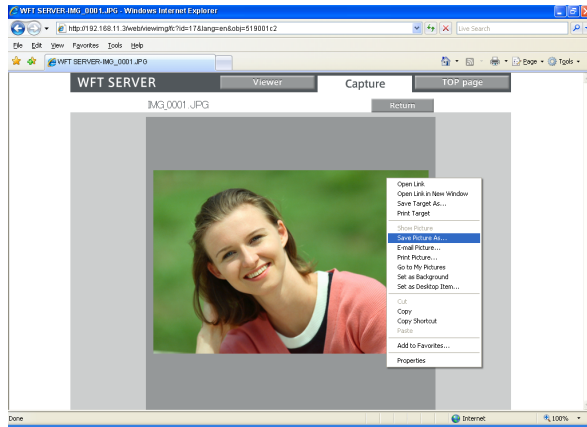 WFT SERVER-IMG_0001.JPG - Windows Internet Explorer
http://192.168.11.3/web/viewimg/fc?id=17&lang=en&obj=519001c2
Live Search
File Edit View Favorites Tools Help
WFT SERVER-IMG_0001.JPG
Page Tools
WFT SERVER Viewer Capture TOP page
IMG_0001.JPG Return
Open Link
Open Link in New Window
Save Target As...
Print Target
Show Picture
Save Picture As...
E-mail Picture...
Print Picture...
Go to My Pictures
Set as Background
Set as Desktop Item...
Cut
Copy
Copy Shortcut
Paste
Add to Favorites...
Properties
Done Internet 100%